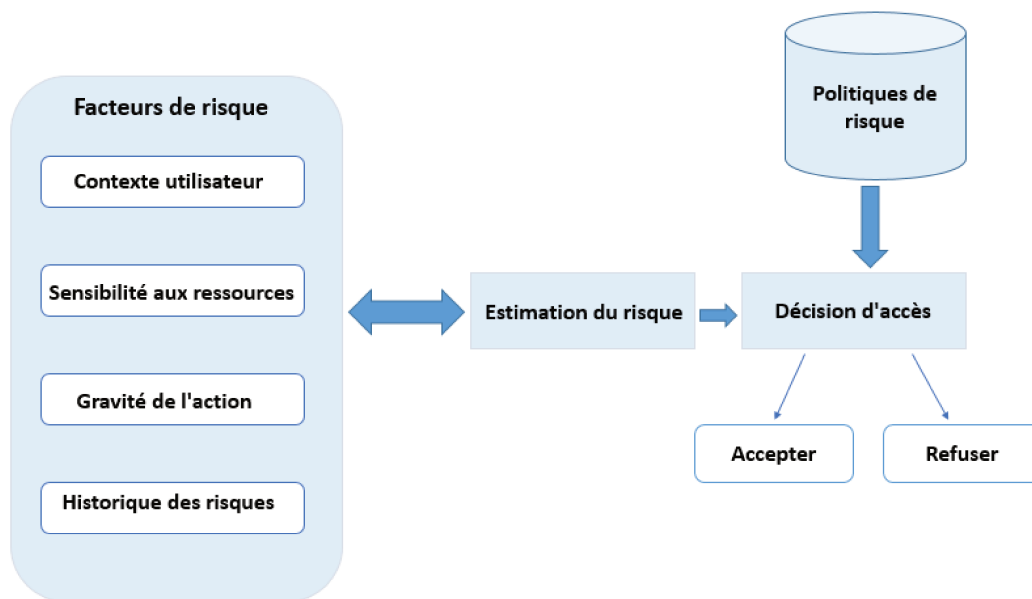 Facteurs de risque
Contexte utilisateur
Sensibilité aux ressources
Gravité de l'action
Historique des risques
Estimation du risque
Politiques de
risque
Décision d'accès
Accepter
Refuser